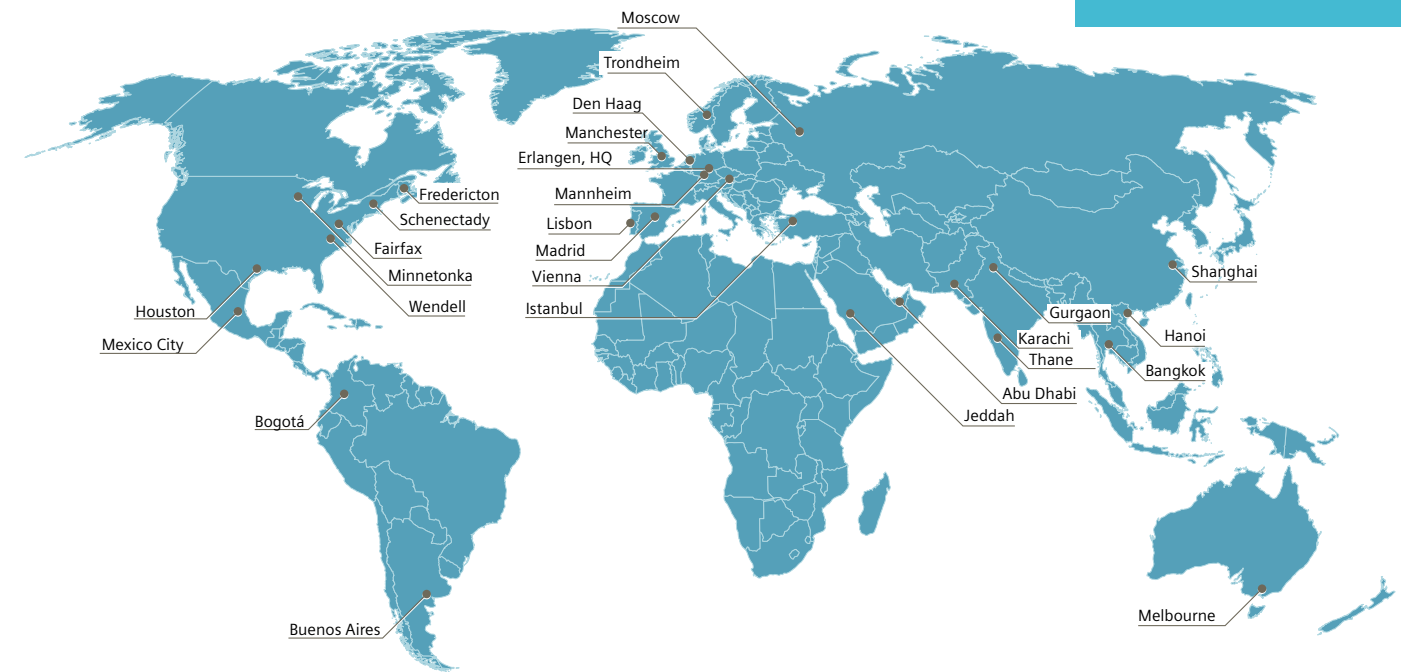 Moscow
Trondheim
Den Haag
Manchester
Erlangen, HQ
Mannheim
Lisbon
Madrid
Vienna
Istanbul
Fredericton
Schenectady
Fairfax
Minnetonka
Wendell
Houston
Mexico City
Bogotá
Buenos Aires
Shanghai
Gurgaon
Karachi
Thane
Hanoi
Bangkok
Abu Dhabi
Jeddah
Melbourne